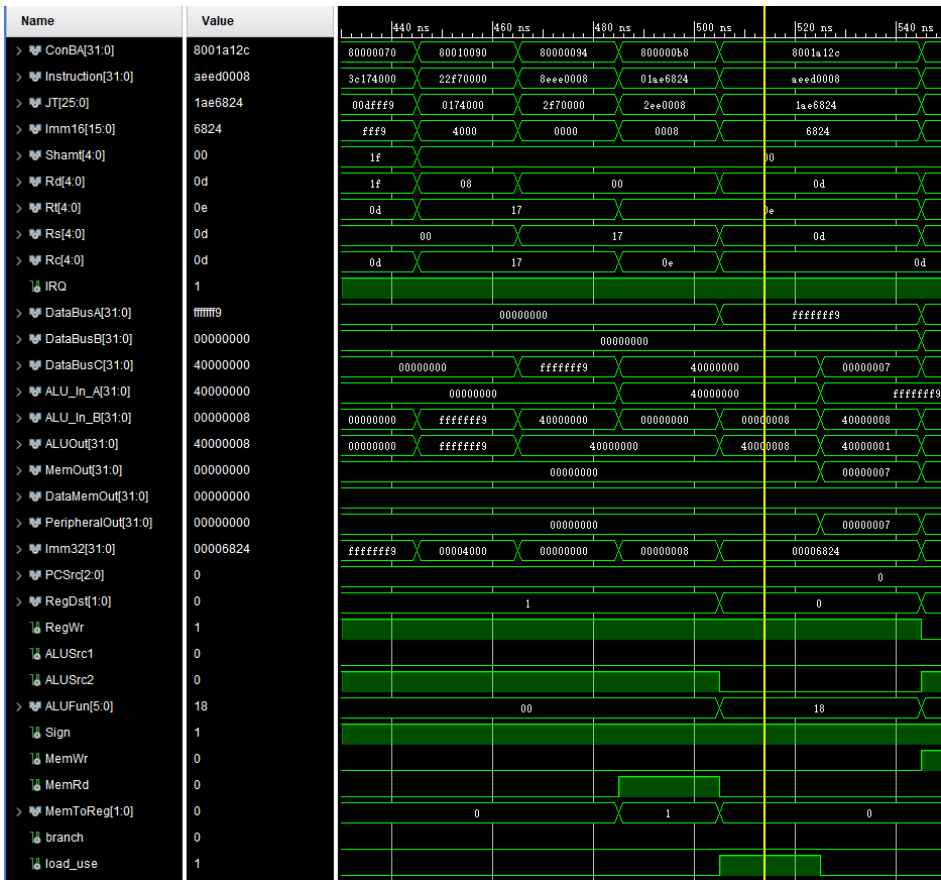 Name Value 440 ns 460 ns 480 ns 500 ns 520 ns 540 ns
> ConBA[31:0] 8001a12c 80000070 80010090 80000094 800000b8 8001a12c
> Instruction[31:0] aeed0008 3c174000 22f70000 8eee0008 01ae6824 aeed0008
> JT[25:0] 1ae6824 00dfff9 0174000 2f70000 2ee0008 1ae6824
> Imm16[15:0] 6824 fff9 4000 0000 0008 6824
> Shamt[4:0] 00 1f 00
> Rd[4:0] 0d 1f 08 00 0d
> Rt[4:0] 0e 0d 17 0e
> Rs[4:0] 0d 00 17 0d
> Rc[4:0] 0d 0d 17 0e 0d
IRQ 1
> DataBusA[31:0] fffffff9 00000000 fffffff9
> DataBusB[31:0] 00000000 00000000
> DataBusC[31:0] 40000000 00000000 fffffff9 40000000 00000007
> ALU_In_A[31:0] 40000000 00000000 40000000 fffffff9
> ALU_In_B[31:0] 00000008 00000000 fffffff9 40000000 00000000 00000008 40000008
> ALUOut[31:0] 40000008 00000000 fffffff9 40000000 40000008 40000001
> MemOut[31:0] 00000000 00000000 00000007
> DataMemOut[31:0] 00000000
> PeripheralOut[31:0] 00000000 00000000 00000007
> Imm32[31:0] 00006824 fffffff9 00004000 00000000 00000008 00006824
> PCSrc[2:0] 0 0
> RegDst[1:0] 0 1 0
RegWr 1
ALUSrc1 0
ALUSrc2 0
> ALUFun[5:0] 18 00 18
Sign 1
MemWr 0
MemRd 0
> MemToReg[1:0] 0 0 1 0
branch 0
load_use 1